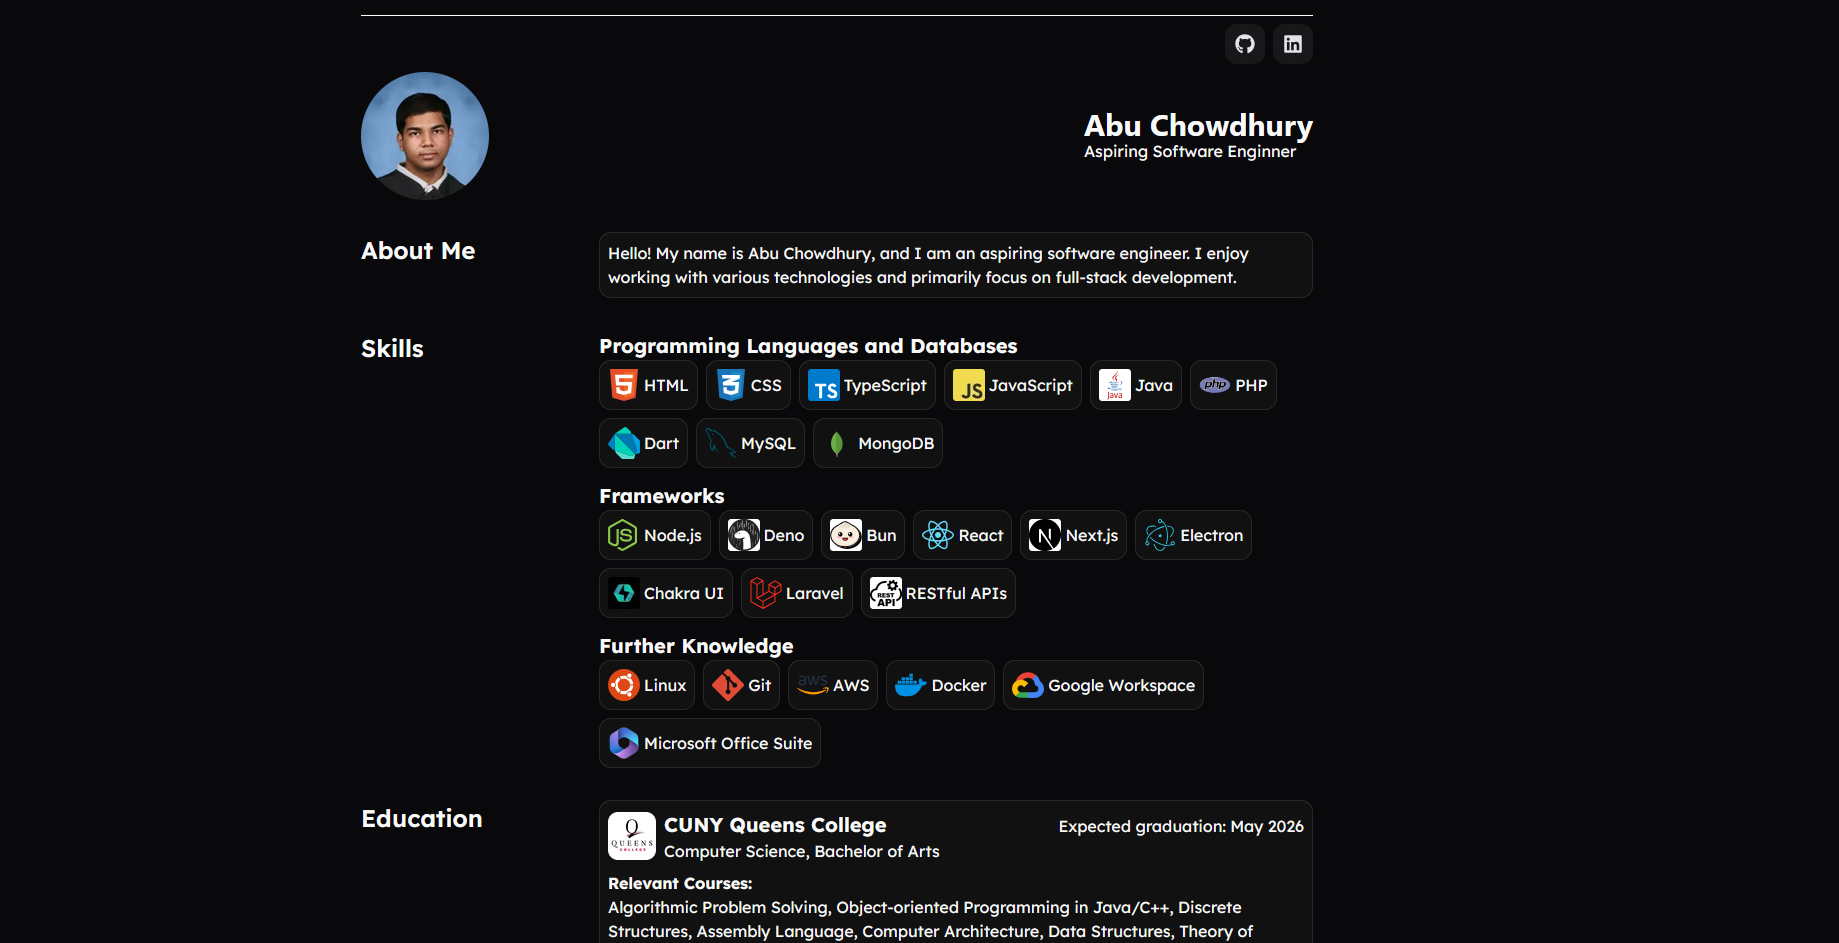 Abu Chowdhury
Aspiring Software Enginner
About Me
Hello! My name is Abu Chowdhury, and I am an aspiring software engineer. I enjoy
working with various technologies and primarily focus on full-stack development.
Skills
Programming Languages and Databases
HTML CSS TS TypeScript JS JavaScript Java Java php PHP
Dart MySQL MongoDB
Frameworks
JS Node.js Deno Bun React N Next.js Electron
Chakra UI Laravel REST API RESTful APIs
Further Knowledge
Linux Git aws AWS Docker Google Workspace
Microsoft Office Suite
Education
Q QUEENS COLLEGE CUNY Queens College Expected graduation: May 2026
Computer Science, Bachelor of Arts
Relevant Courses:
Algorithmic Problem Solving, Object-oriented Programming in Java/C++, Discrete
Structures, Assembly Language, Computer Architecture, Data Structures, Theory of